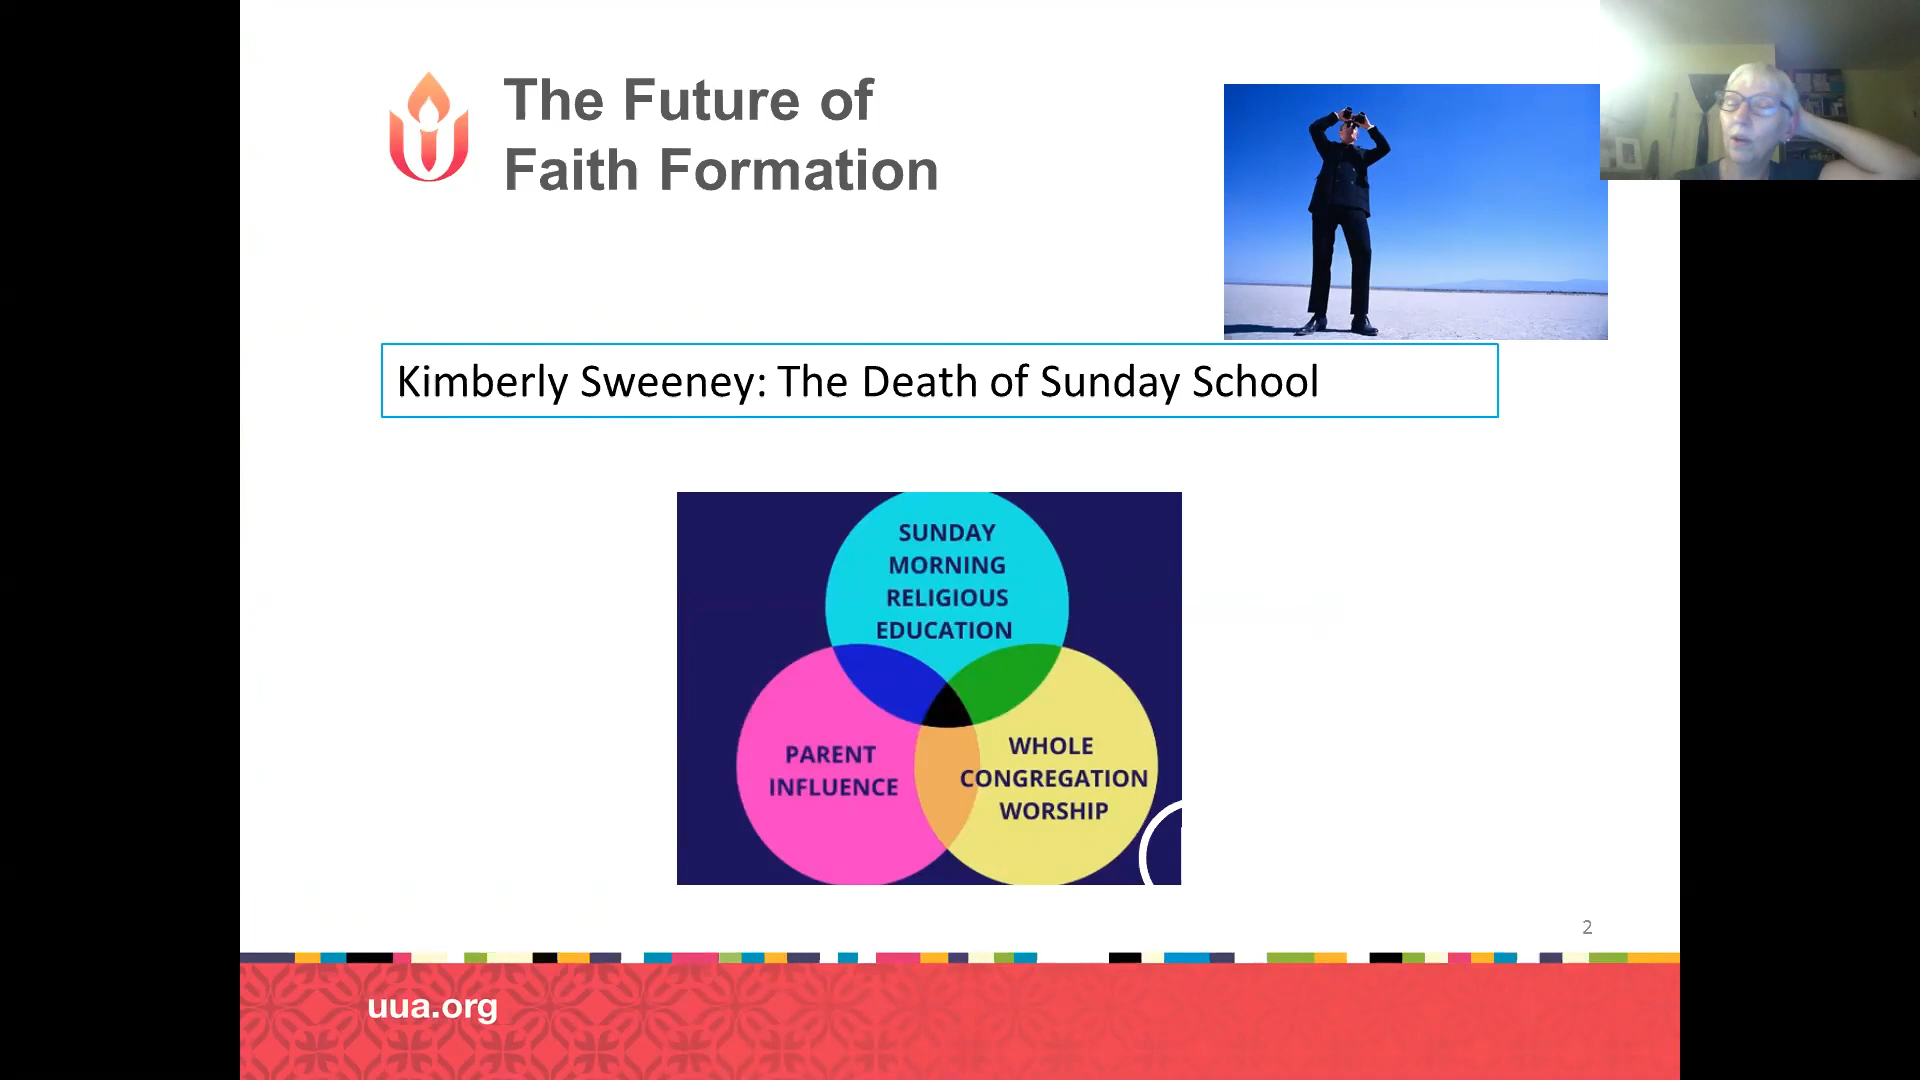 The Future of
Faith Formation
Kimberly Sweeney: The Death of Sunday School
SUNDAY
MORNING
RELIGIOUS
EDUCATION
PARENT
INFLUENCE
WHOLE
CONGREGATION
WORSHIP
2
uua.org